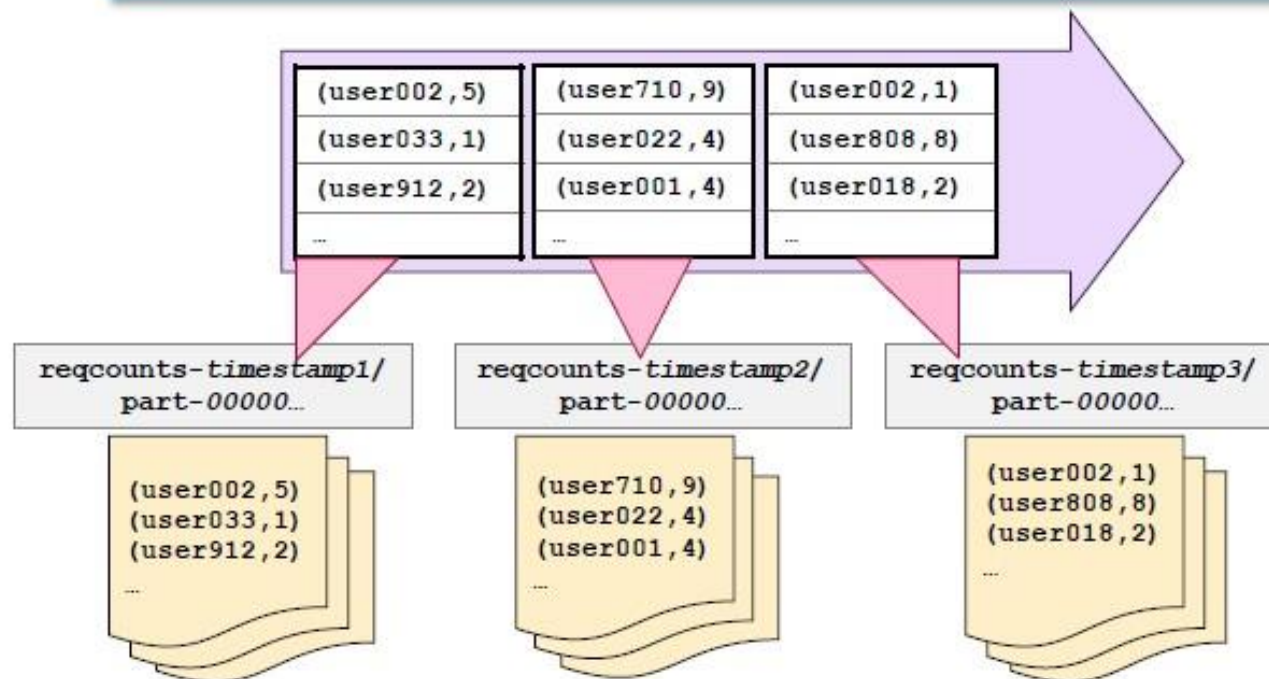 (user002,5)
(user033,1)
(user912,2)
…
(user710,9)
(user022,4)
(user001,4)
…
(user002,1)
(user808,8)
(user018,2)
…
reqcounts-timestamp1/
part-00000…
reqcounts-timestamp2/
part-00000…
reqcounts-timestamp3/
part-00000…
(user002,5)
(user033,1)
(user912,2)
…
(user710,9)
(user022,4)
(user001,4)
…
(user002,1)
(user808,8)
(user018,2)
…